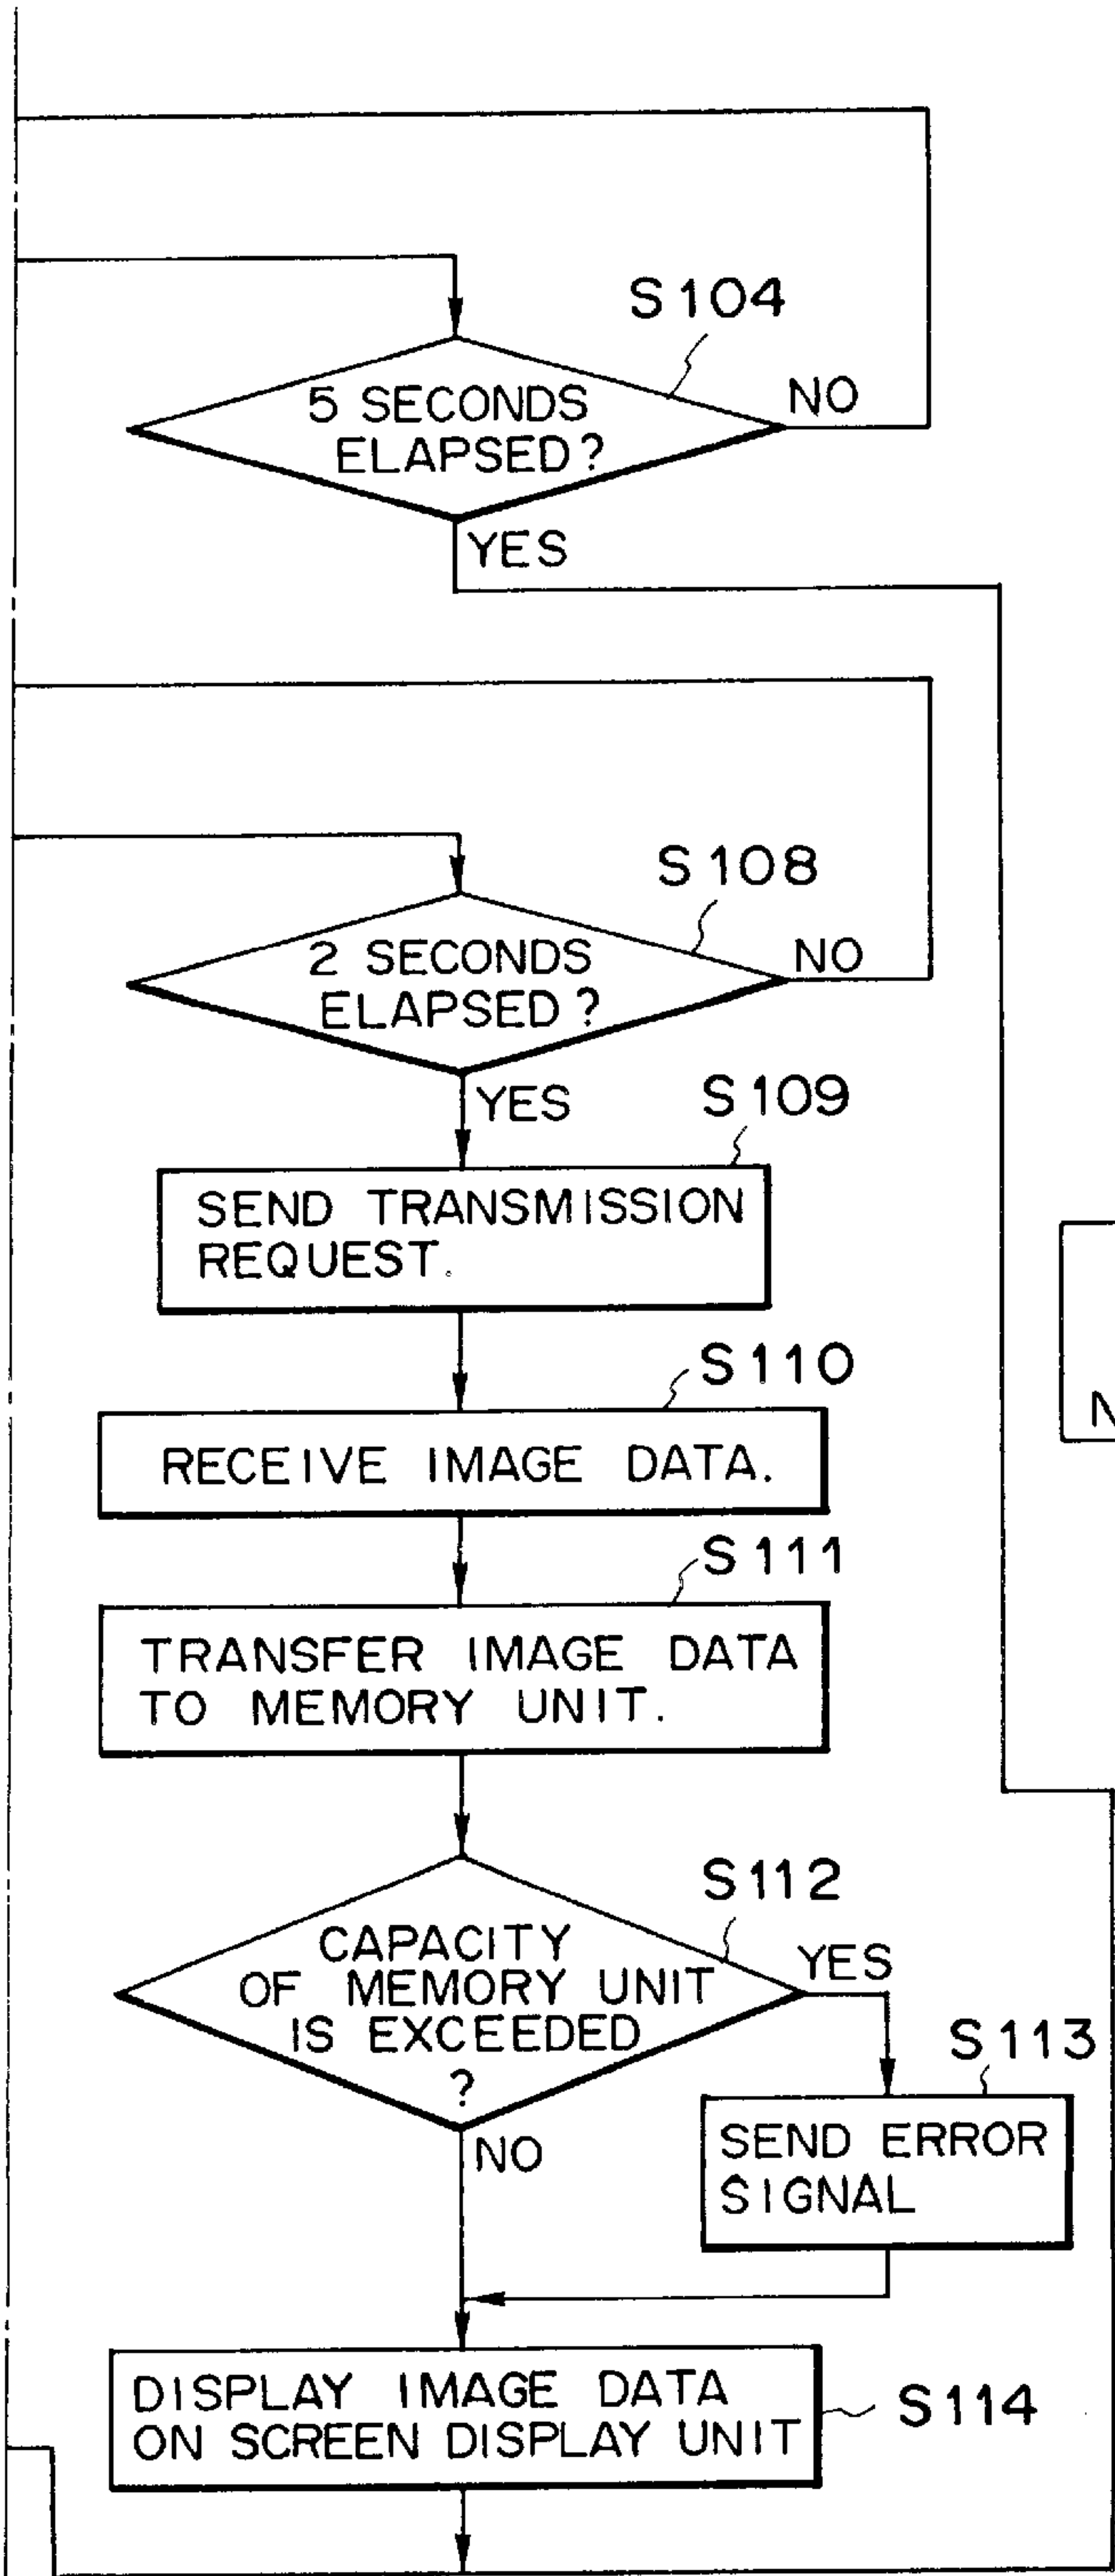 S104
5 SECONDS
ELAPSED?
NO
YES
S108
2 SECONDS
ELAPSED?
NO
YES
S109
SEND TRANSMISSION
REQUEST.
S110
RECEIVE IMAGE DATA.
S111
TRANSFER IMAGE DATA
TO MEMORY UNIT.
S112
CAPACITY
OF MEMORY UNIT
IS EXCEEDED
?
YES
NO
S113
SEND ERROR
SIGNAL
DISPLAY IMAGE DATA
ON SCREEN DISPLAY UNIT
S114